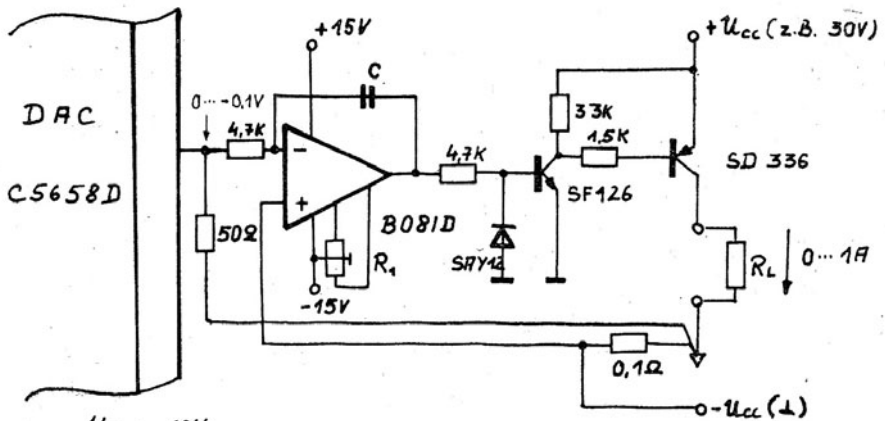 +15V
+Ucc (z.B. 30V)
DAC
C5658D
0...-0,1V
4,7K
C
33K
1,5K
SD 336
4,7K
SF126
B081D
50Ω
R1
SAY12
-15V
RL
0...1A
0,1Ω
-Ucc (⊥)